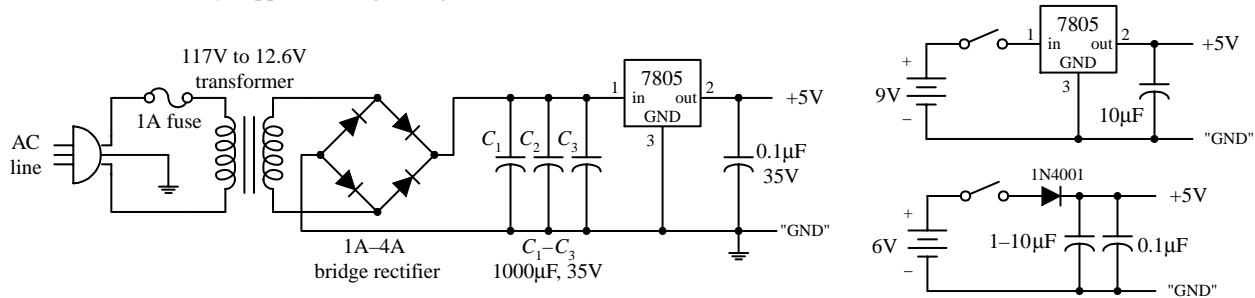 117V to 12.6V
transformer
1A fuse
AC
line
1A–4A
bridge rectifier
C1
C2
C3
C1–C3
1000µF, 35V
7805
1
in
out
2
GND
3
+5V
0.1µF
35V
"GND"
7805
1
in
out
2
GND
3
+5V
+
9V
−
10µF
"GND"
1N4001
+5V
+
6V
−
1–10µF
0.1µF
"GND"